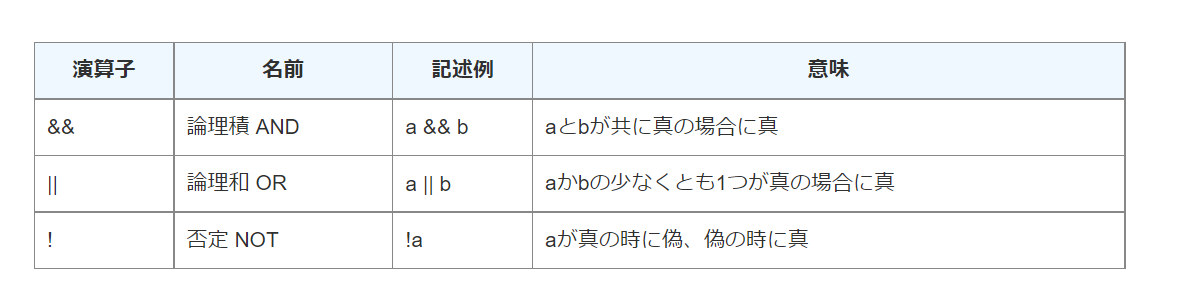 演算子 名前 記述例 意味
&& 論理積 AND a && b aとbが共に真の場合に真
|| 論理和 OR a || b aかbの少なくとも1つが真の場合に真
! 否定 NOT !a aが真の時に偽、偽の時に真